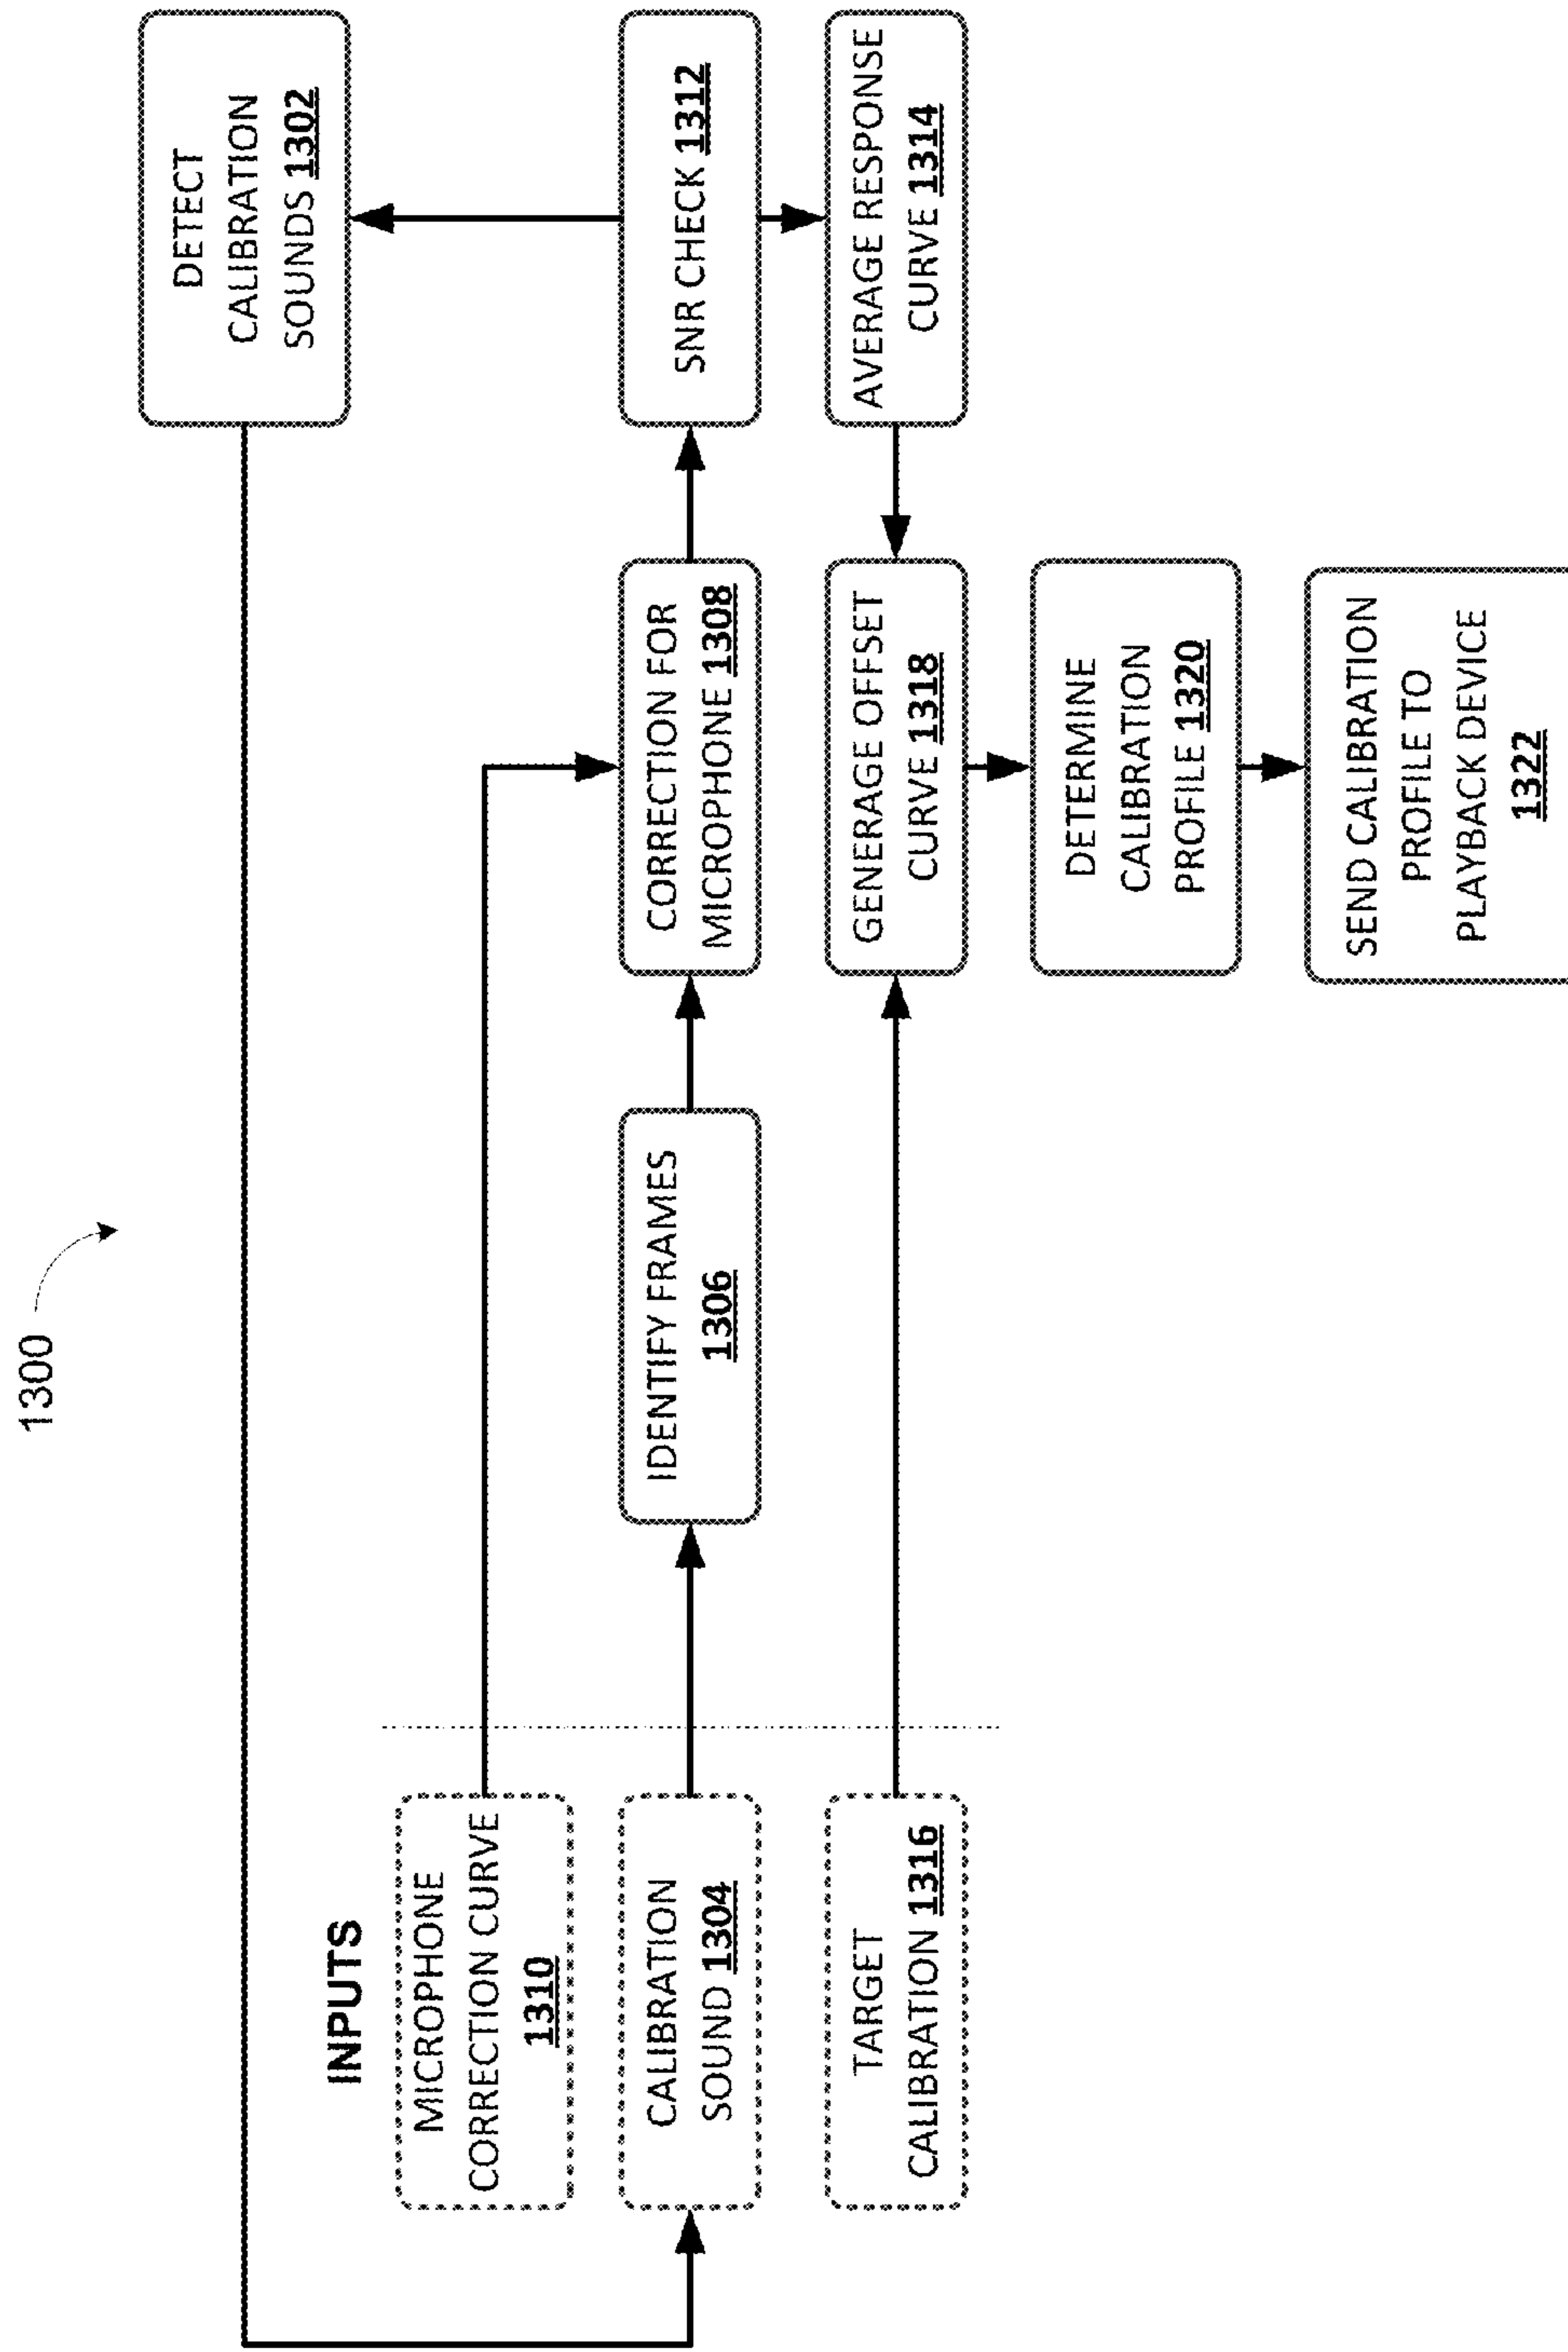 1300
DETECT
CALIBRATION
SOUNDS 1302
INPUTS
MICROPHONE
CORRECTION CURVE
1310
CALIBRATION
SOUND 1304
IDENTIFY FRAMES
1306
CORRECTION FOR
MICROPHONE 1308
SNR CHECK 1312
TARGET
CALIBRATION 1316
GENERAGE OFFSET
CURVE 1318
AVERAGE RESPONSE
CURVE 1314
DETERMINE
CALIBRATION
PROFILE 1320
SEND CALIBRATION
PROFILE TO
PLAYBACK DEVICE
1322